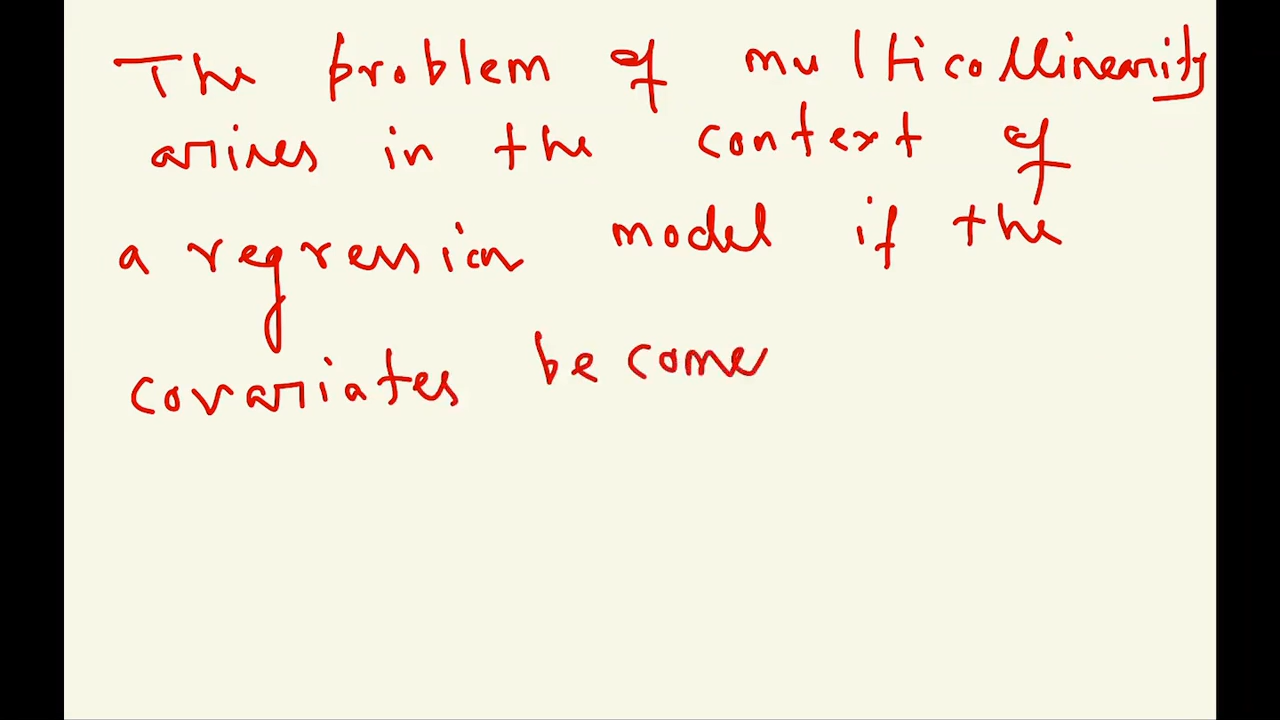 The problem of multicollinearity
arises in the context of
a regression model if the
covariates become